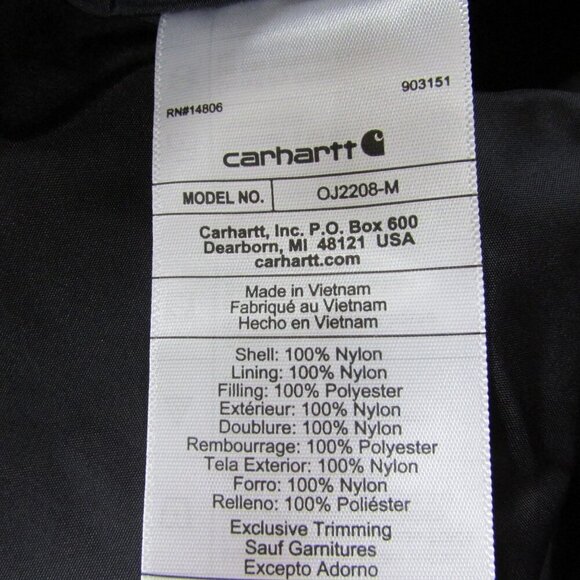 RN#14806
903151
carhartt
MODEL NO. OJ2208-M
Carhartt, Inc. P.O. Box 600
Dearborn, MI 48121 USA
carhartt.com
Made in Vietnam
Fabriqué au Vietnam
Hecho en Vietnam
Shell: 100% Nylon
Lining: 100% Nylon
Filling: 100% Polyester
Extérieur: 100% Nylon
Doublure: 100% Nylon
Rembourrage: 100% Polyester
Tela Exterior: 100% Nylon
Forro: 100% Nylon
Relleno: 100% Poliéster
Exclusive Trimming
Sauf Garnitures
Excepto Adorno